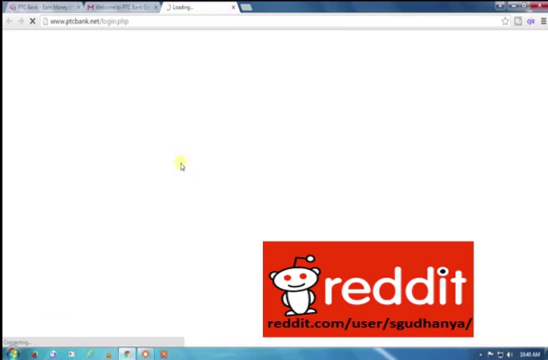 PTC Bank - Earn Money O
Welcome to PTC Bank
Loading...
www.ptcbank.net/login.php
reddit
reddit.com/user/sgudhanya/
Connecting...
10:40 AM